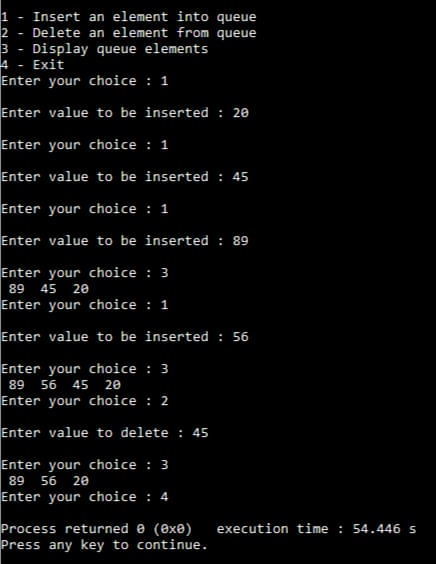 1 - Insert an element into queue
2 - Delete an element from queue
3 - Display queue elements
4 - Exit
Enter your choice : 1
Enter value to be inserted : 20
Enter your choice : 1
Enter value to be inserted : 45
Enter your choice : 1
Enter value to be inserted : 89
Enter your choice : 3
89 45 20
Enter your choice : 1
Enter value to be inserted : 56
Enter your choice : 3
89 56 45 20
Enter your choice : 2
Enter value to delete : 45
Enter your choice : 3
89 56 20
Enter your choice : 4
Process returned 0 (0x0) execution time : 54.446 s
Press any key to continue.